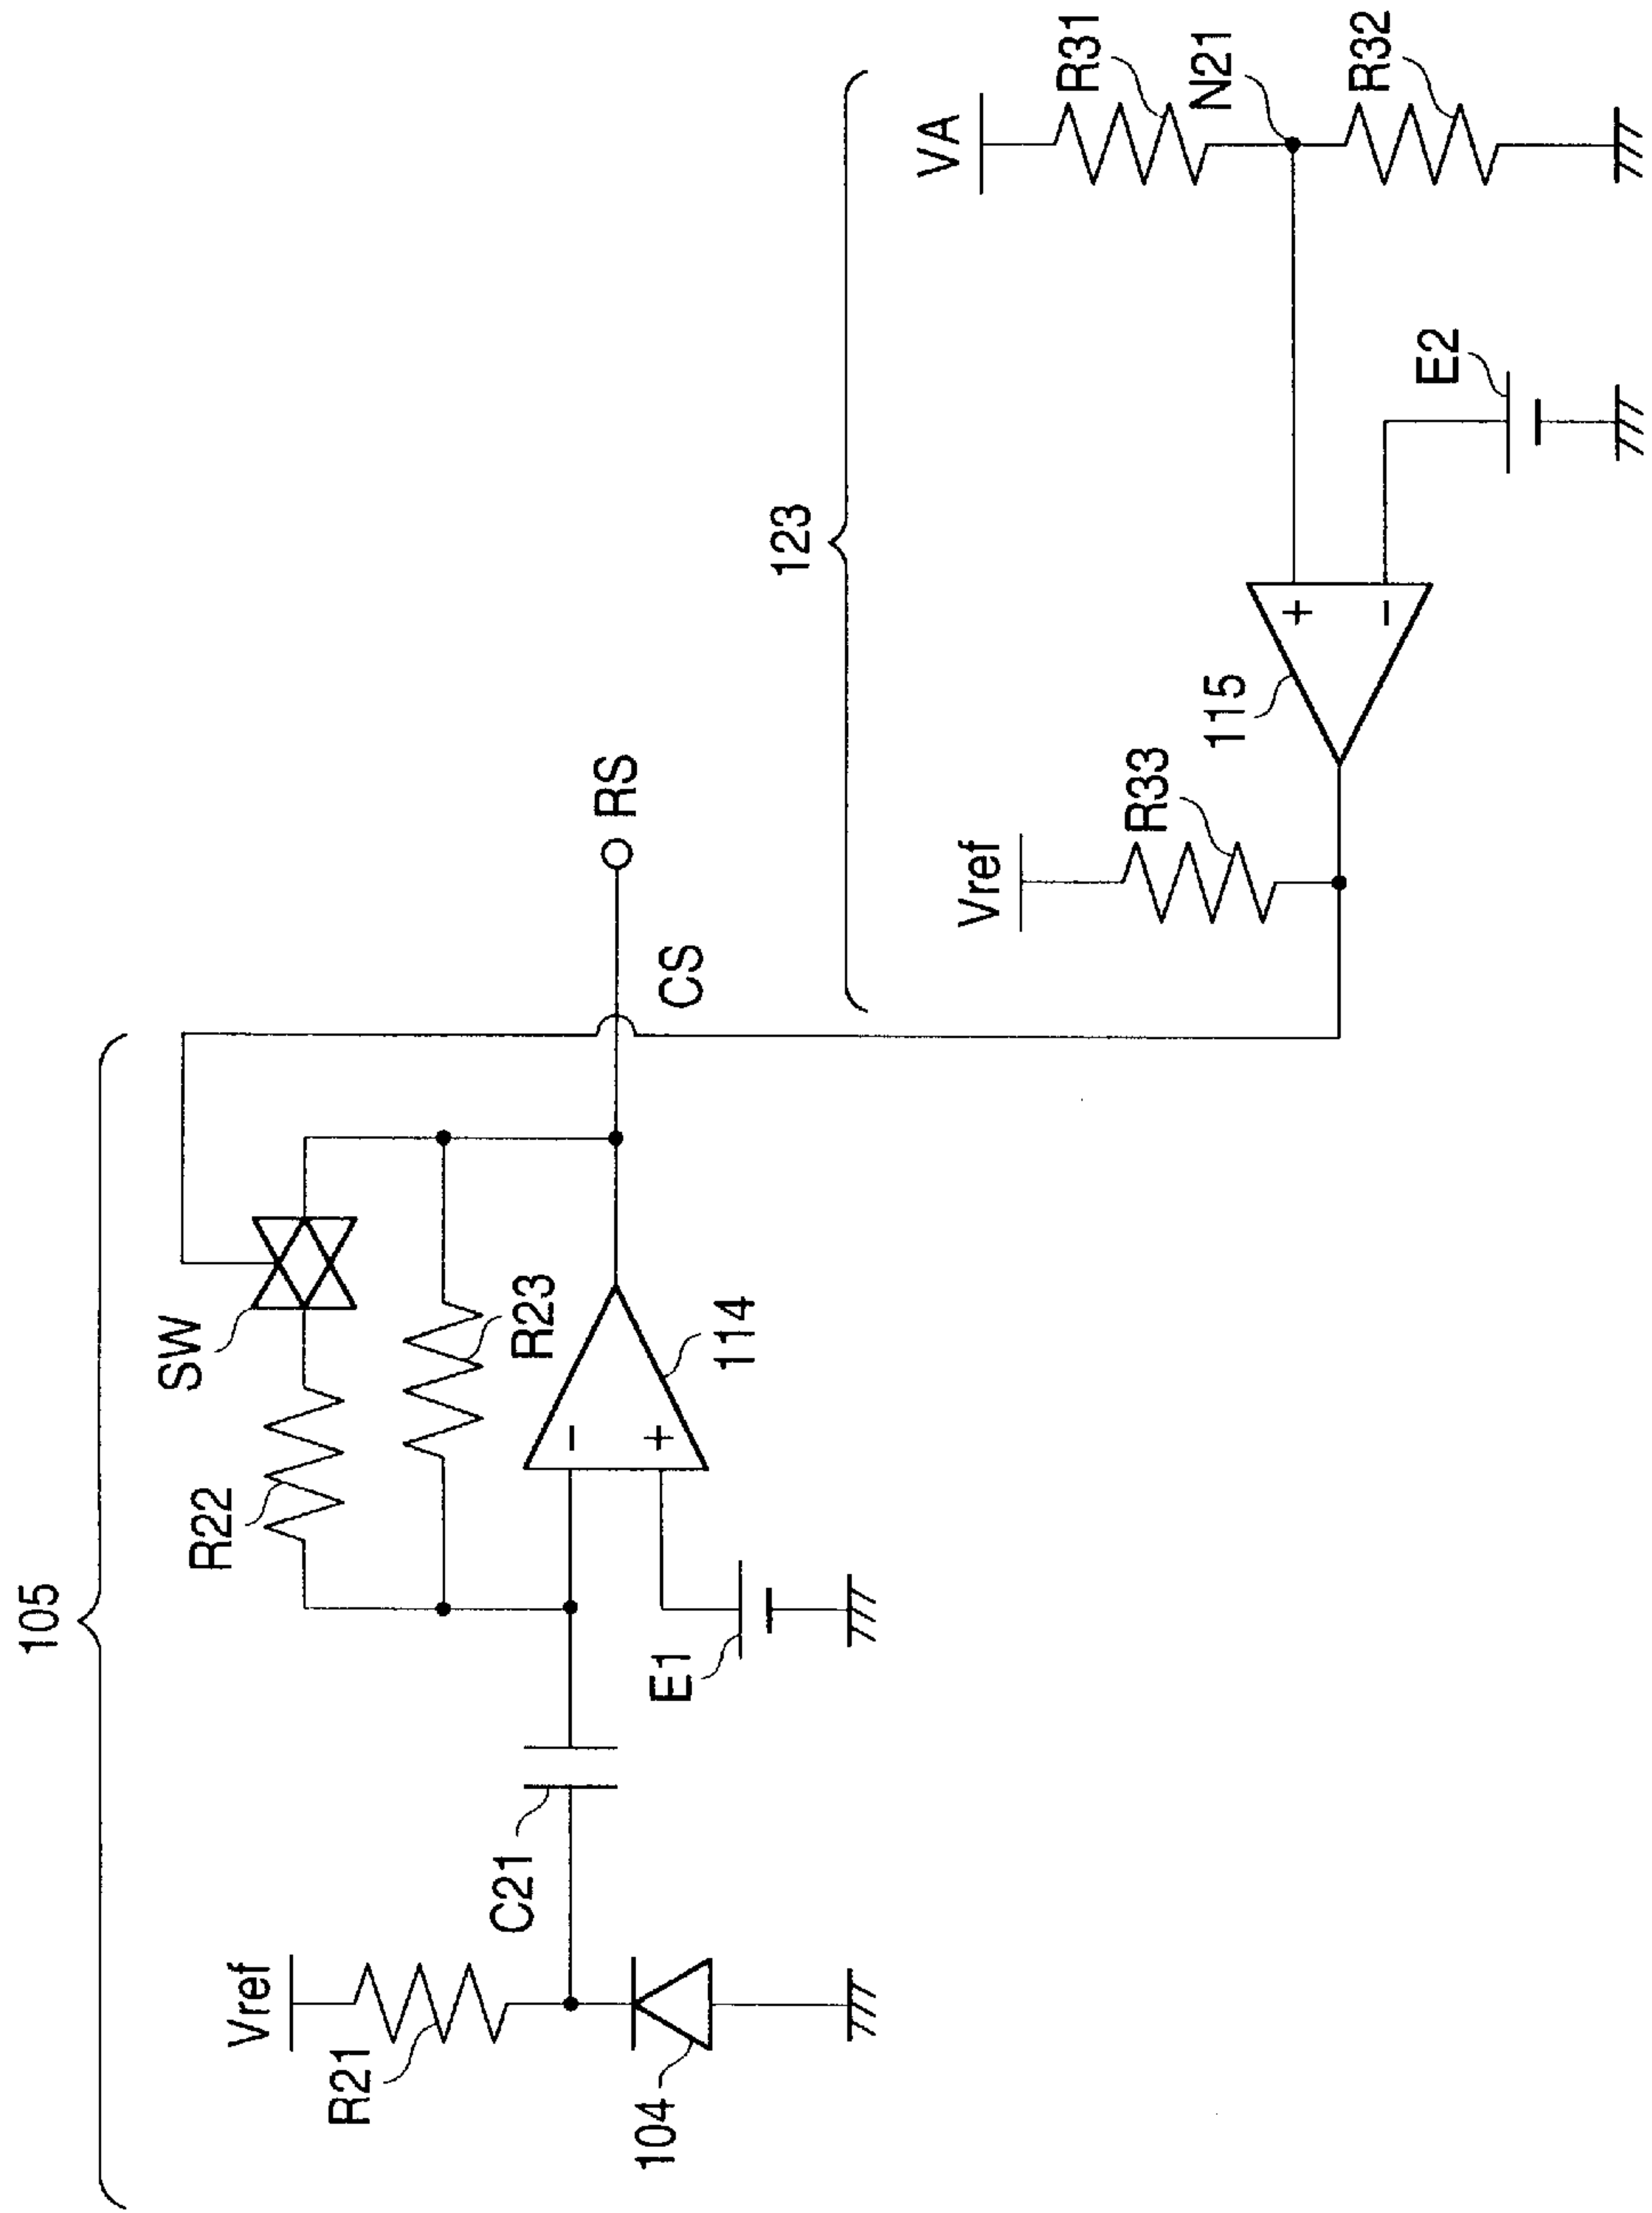 105
SW
R22
R23
Vref
R21
C21
104
E1
114
RS
CS
123
Vref
R33
115
VA
R31
N21
R32
E2
+
-
+
-